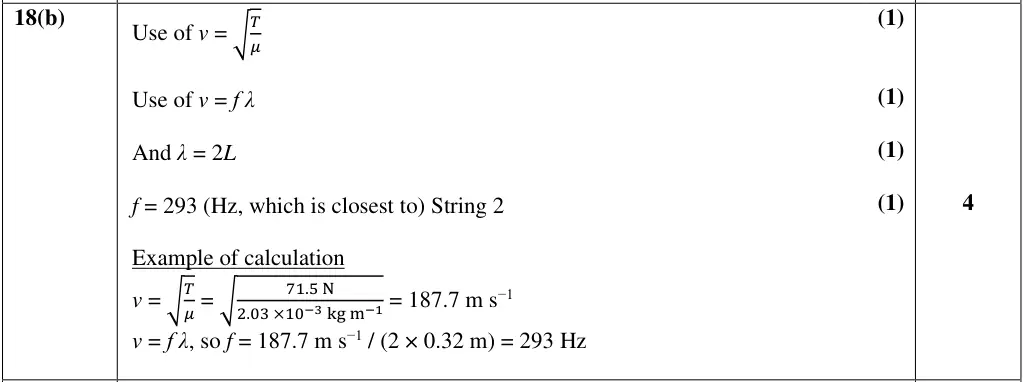 18(b)
Use of v = √(T/μ) (1)
Use of v = f λ (1)
And λ = 2L (1)
f = 293 (Hz, which is closest to) String 2 (1) 4
Example of calculation
v = √(T/μ) = √(71.5 N / 2.03 ×10⁻³ kg m⁻¹) = 187.7 m s⁻¹
v = f λ, so f = 187.7 m s⁻¹ / (2 × 0.32 m) = 293 Hz